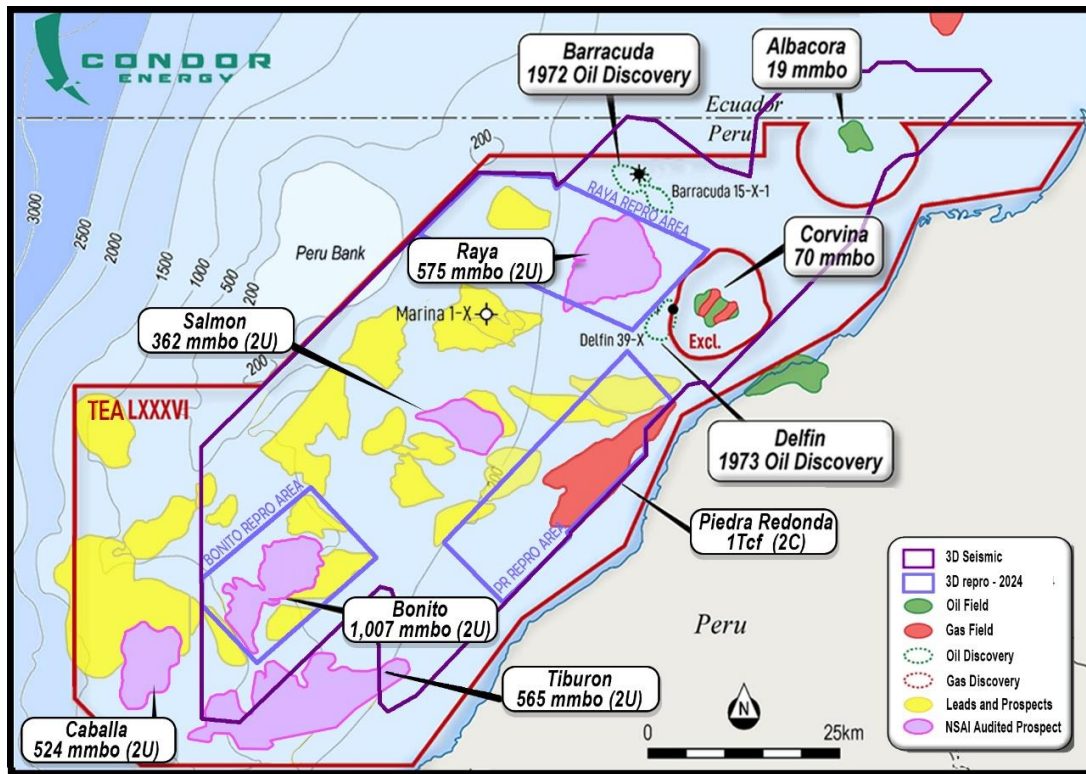 CONDOR
ENERGY
Barracuda
1972 Oil Discovery
Albacora
19 mmbo
Ecuador
Peru
200
3000
2500
2000
1500
1000
500
200
Peru Bank
RAYA REPRO AREA
Barracuda 15-X-1
Raya
575 mmbo (2U)
Corvina
70 mmbo
Marina 1-X
Salmon
362 mmbo (2U)
Delfin 39-X
Excl.
200
TEA LXXXVI
Delfin
1973 Oil Discovery
200
BONITO REPRO AREA
PR REPRO AREA
Piedra Redonda
1Tcf (2C)
Bonito
1,007 mmbo (2U)
Peru
Tiburon
565 mmbo (2U)
Caballa
524 mmbo (2U)
N
0
25km
3D Seismic
3D repro - 2024
Oil Field
Gas Field
Oil Discovery
Gas Discovery
Leads and Prospects
NSAI Audited Prospect